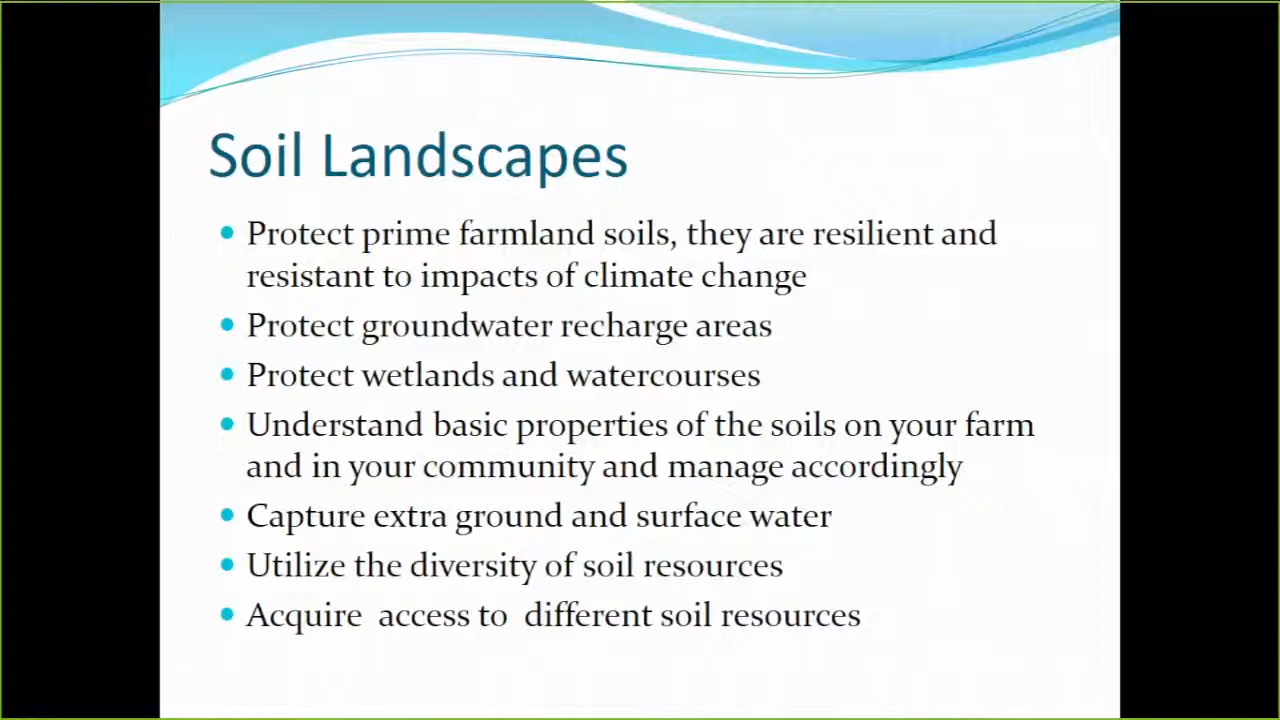 Soil Landscapes
Protect prime farmland soils, they are resilient and
resistant to impacts of climate change
Protect groundwater recharge areas
Protect wetlands and watercourses
Understand basic properties of the soils on your farm
and in your community and manage accordingly
Capture extra ground and surface water
Utilize the diversity of soil resources
Acquire access to different soil resources